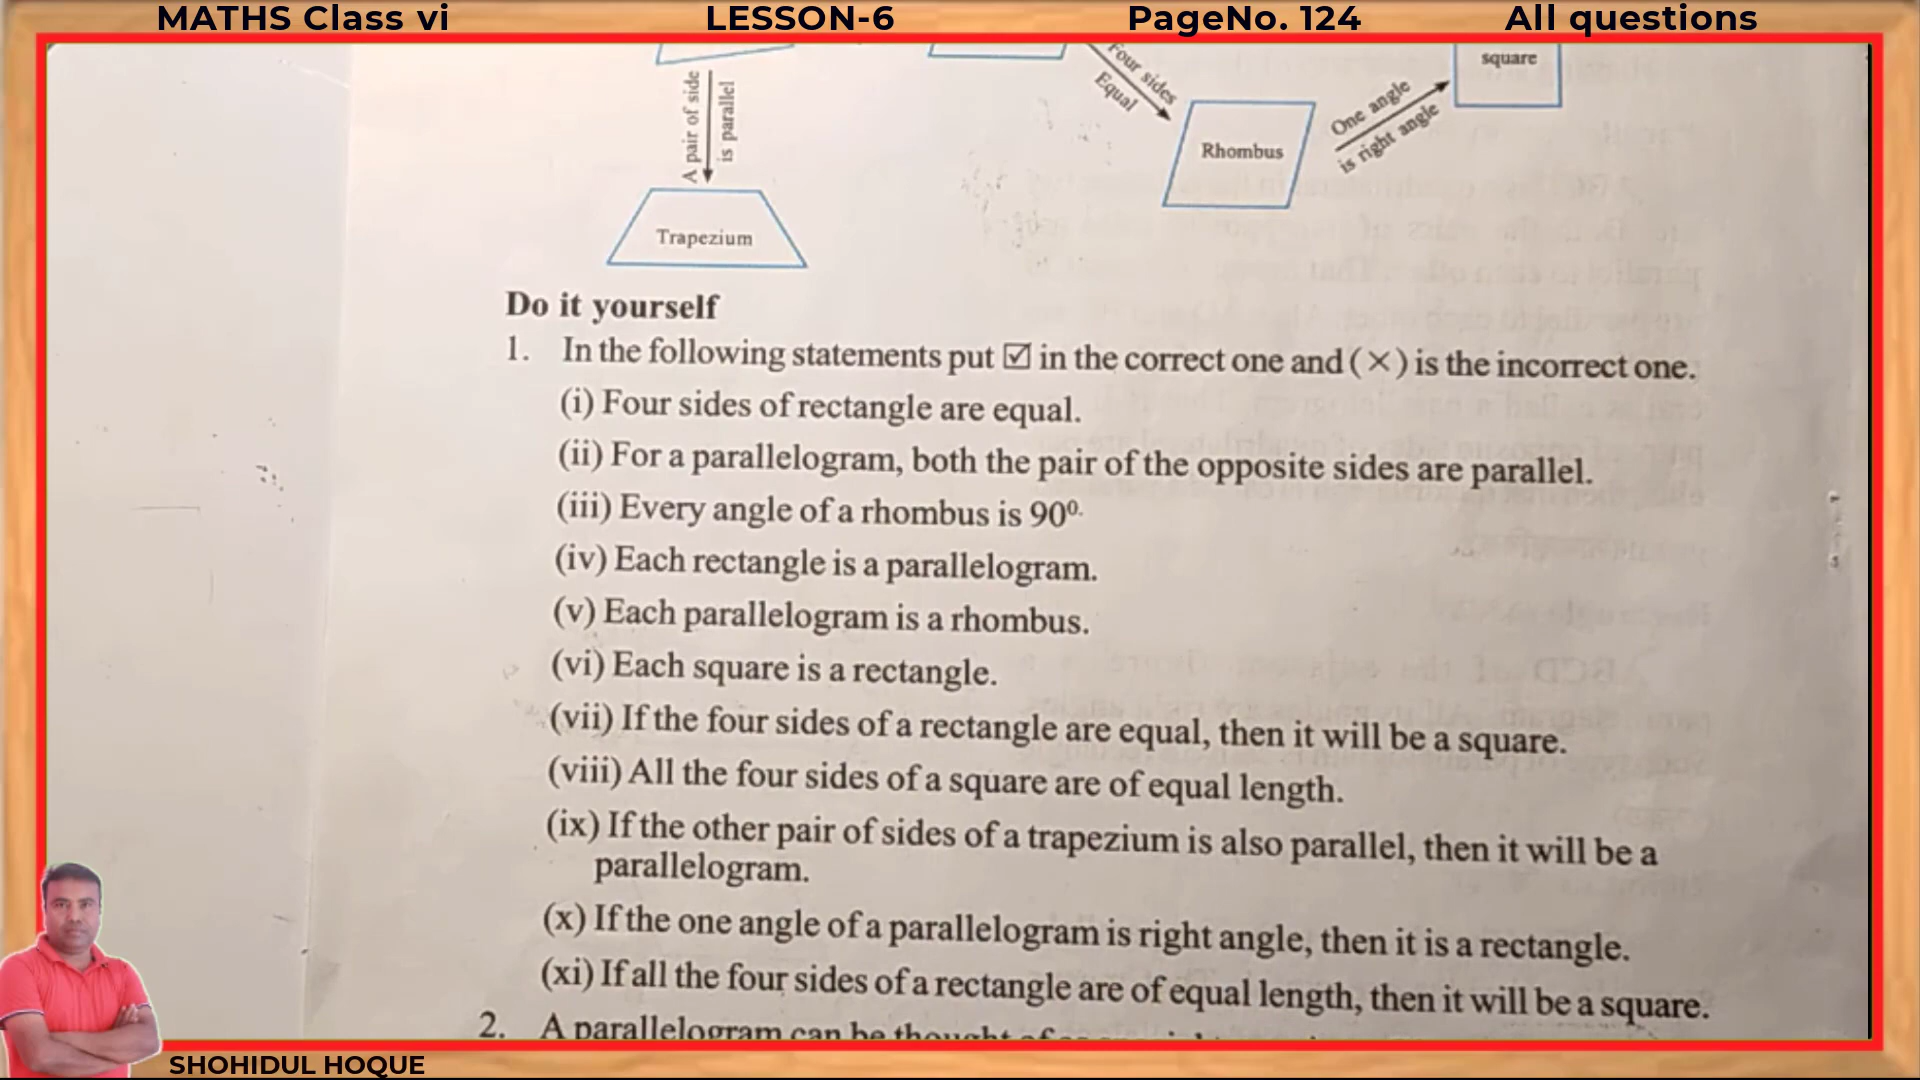 MATHS Class vi LESSON-6 PageNo. 124 All questions
square
Four sides
Equal
A pair of side
is parallel
One angle
is right angle
Rhombus
Trapezium
Do it yourself
1. In the following statements put ☑ in the correct one and (×) is the incorrect one.
(i) Four sides of rectangle are equal.
(ii) For a parallelogram, both the pair of the opposite sides are parallel.
(iii) Every angle of a rhombus is 90⁰.
(iv) Each rectangle is a parallelogram.
(v) Each parallelogram is a rhombus.
(vi) Each square is a rectangle.
(vii) If the four sides of a rectangle are equal, then it will be a square.
(viii) All the four sides of a square are of equal length.
(ix) If the other pair of sides of a trapezium is also parallel, then it will be a
parallelogram.
(x) If the one angle of a parallelogram is right angle, then it is a rectangle.
(xi) If all the four sides of a rectangle are of equal length, then it will be a square.
2. A parallelogram can be thought of
SHOHIDUL HOQUE